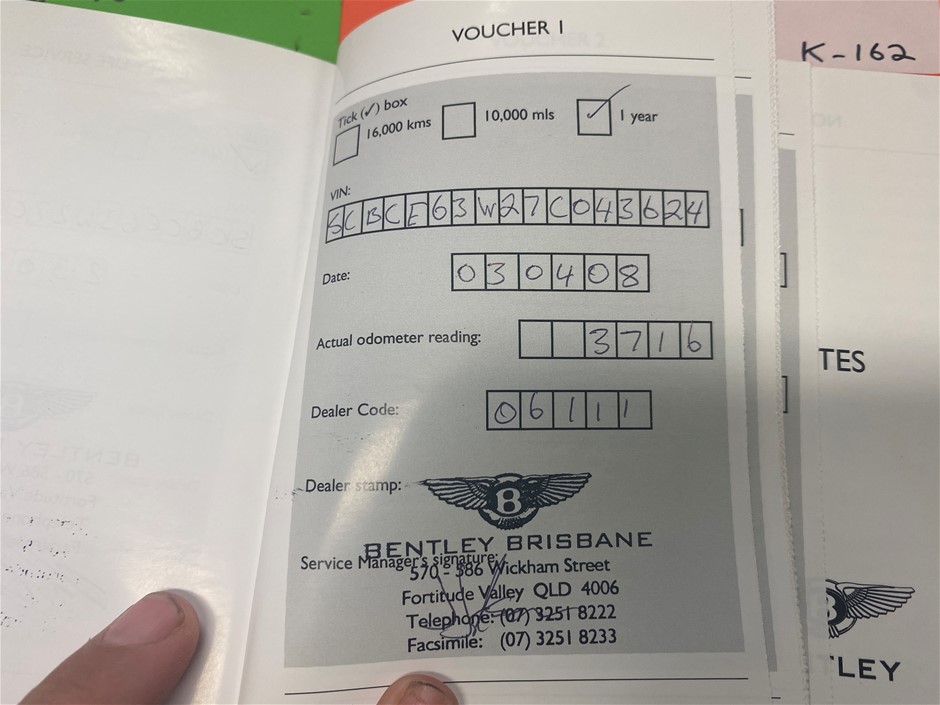 VOUCHER 1
K-162
Tick (✓) box
16,000 kms
10,000 mls
✓ 1 year
VIN:
SCBCE63W27C043624
Date:
030408
Actual odometer reading:
3716
Dealer Code:
06111
Dealer stamp:
B
BENTLEY BRISBANE
Service Manager's signature:
570 - 586 Wickham Street
Fortitude Valley QLD 4006
Telephone: (07) 3251 8222
Facsimile: (07) 3251 8233
TES
B
TLEY